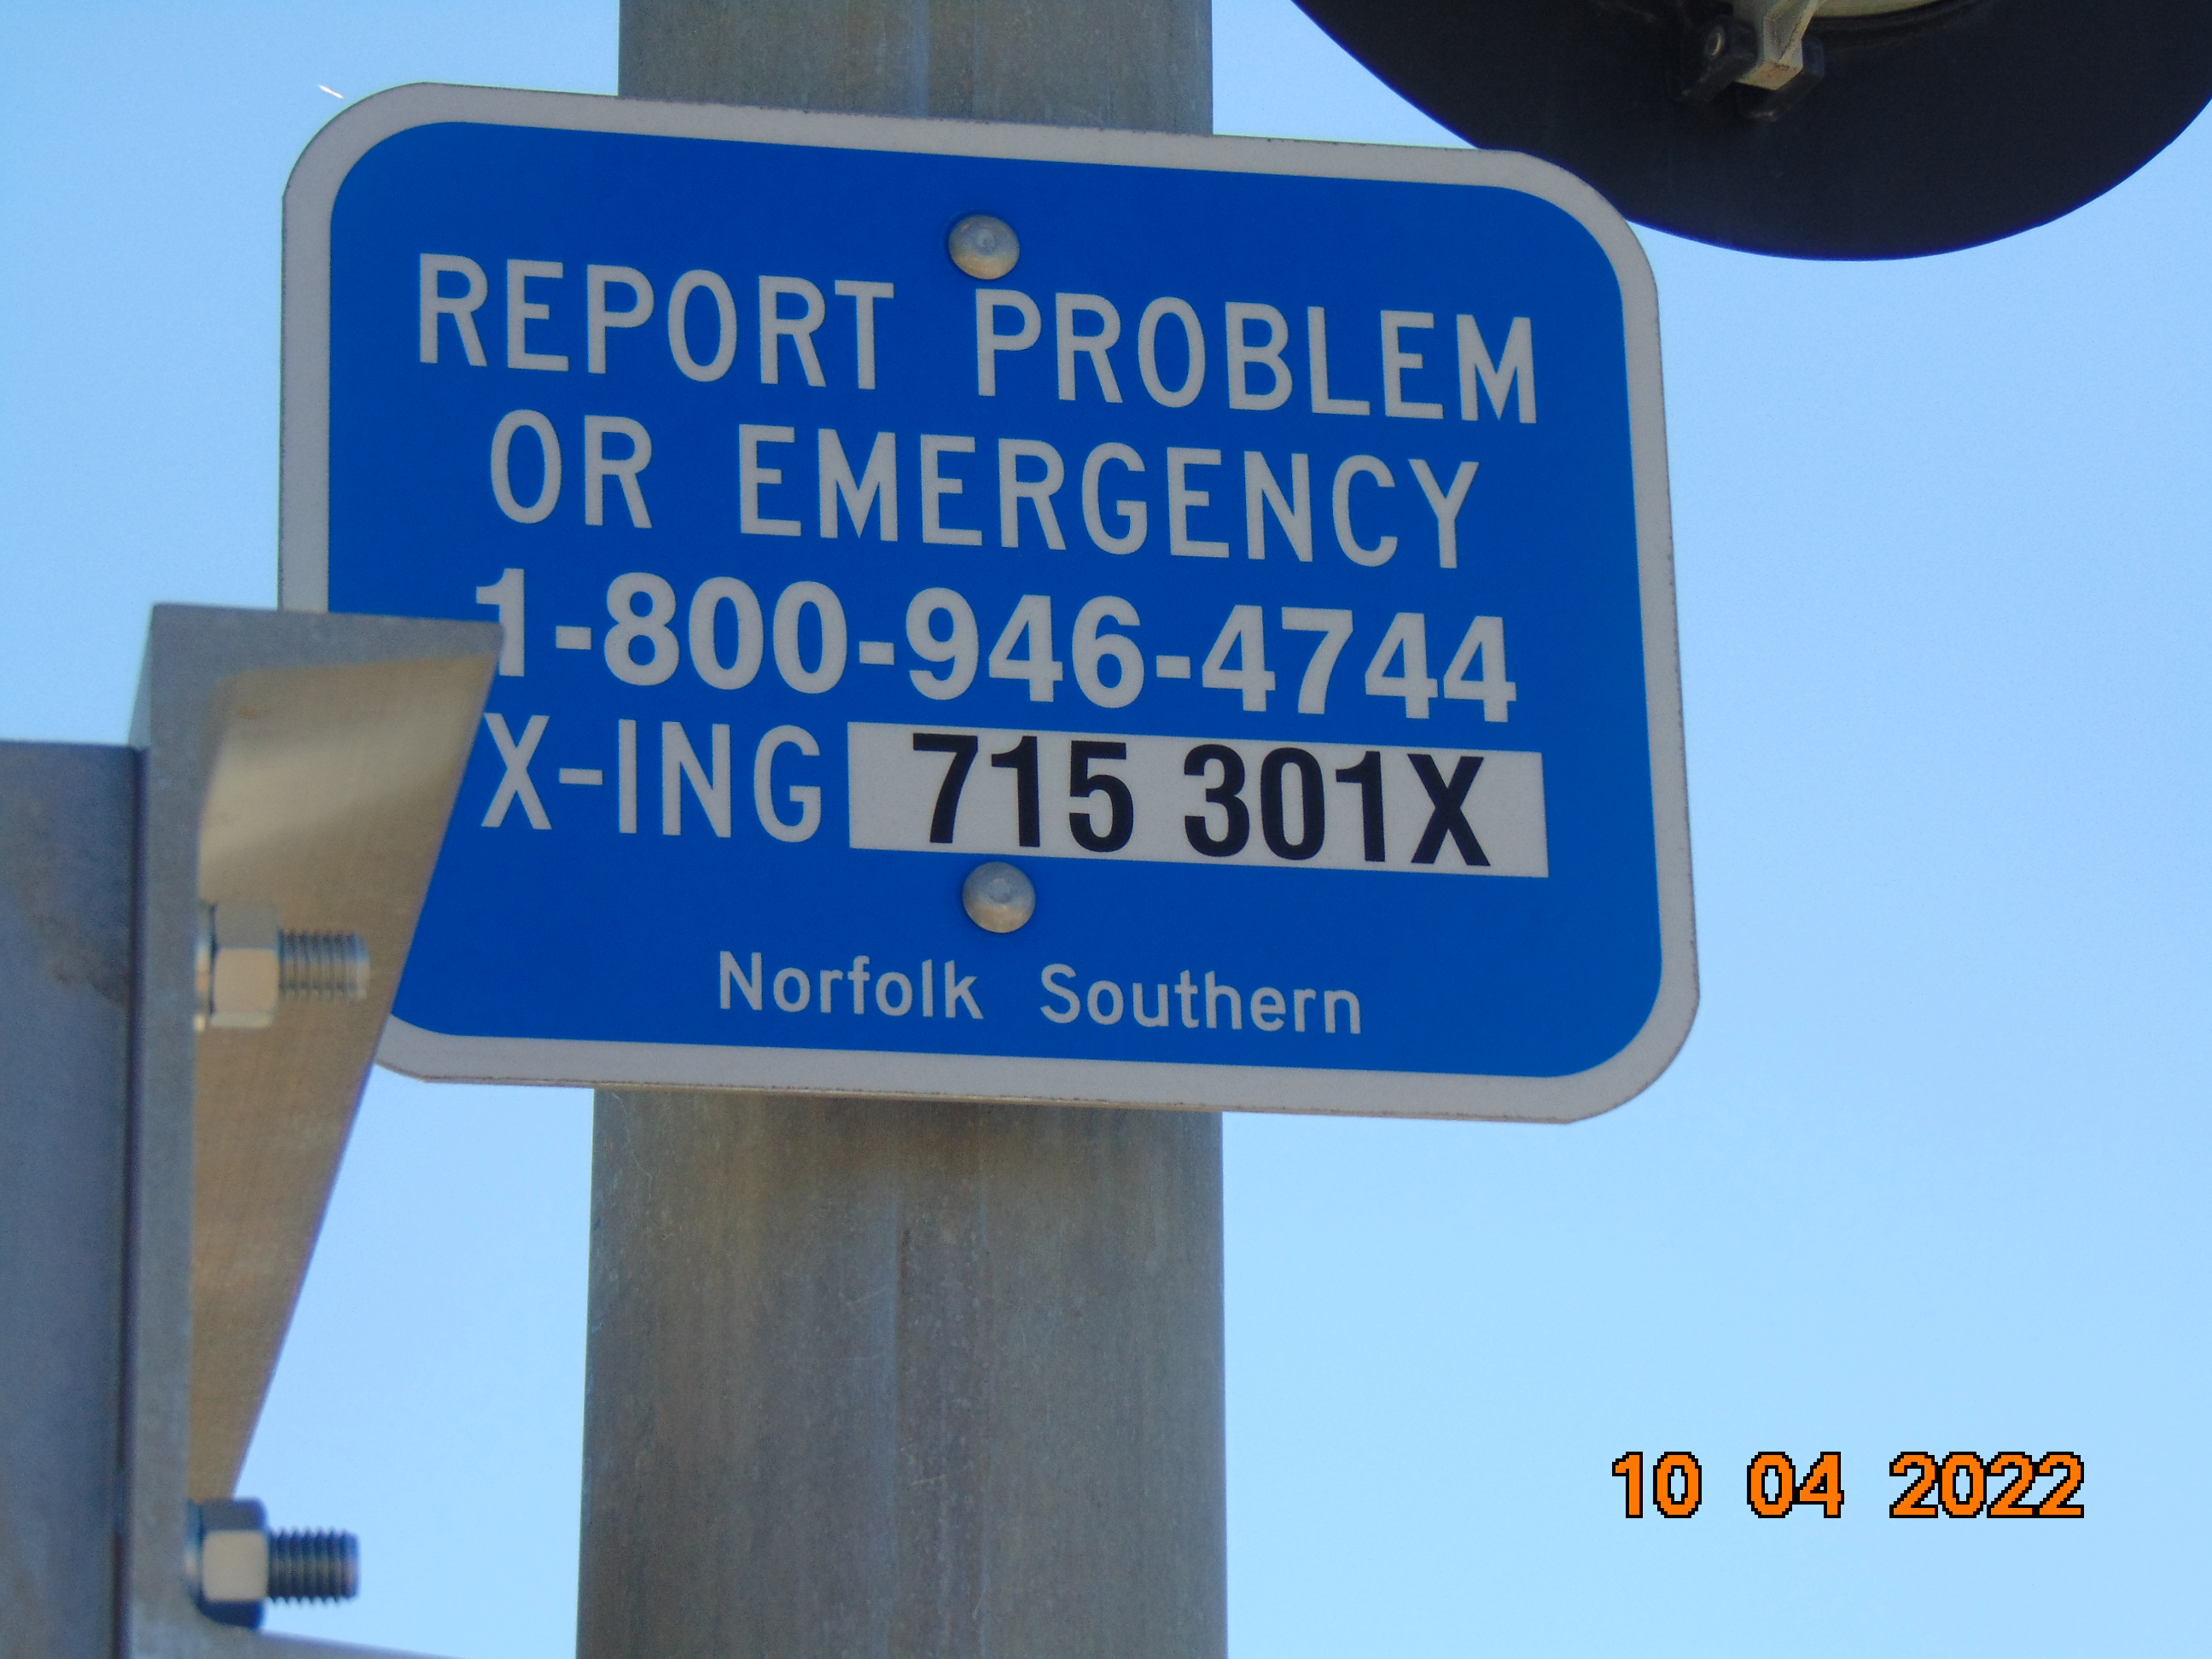 REPORT PROBLEM
OR EMERGENCY
1-800-946-4744
X-ING 715 301X
Norfolk Southern
10 04 2022